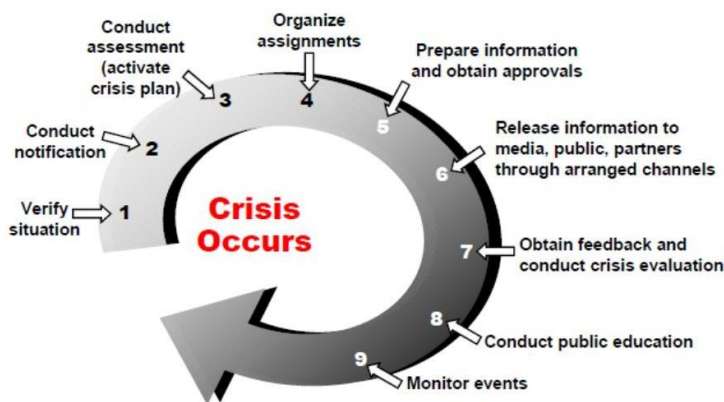 Conduct
assessment
(activate
crisis plan)
Organize
assignments
Prepare information
and obtain approvals
3
4
5
Conduct
notification
2
Release information to
media, public, partners
through arranged channels
6
Verify
situation
1
Crisis
Occurs
7
Obtain feedback and
conduct crisis evaluation
8
Conduct public education
9
Monitor events